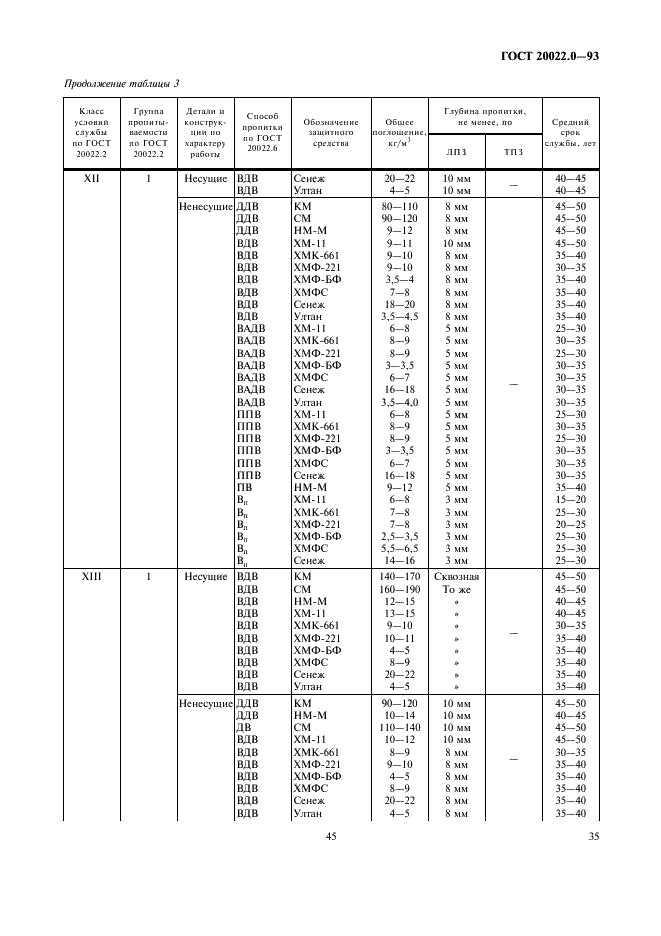 ГОСТ 20022.0—93
Продолжение таблицы 3
Класс условий службы по ГОСТ 20022.2 | Группа пропиты-ваемости по ГОСТ 20022.2 | Детали и конструк-ции по характеру работы | Способ пропитки по ГОСТ 20022.6 | Обозначение защитного средства | Общее поглощение, кг/м³ | Глубина пропитки, не менее, по | Средний срок службы, лет
ЛПЗ | ТПЗ
XII 1 Несущие ВДВ Сенеж 20—22 10 мм — 40—45
ВДВ Ултан 4—5 10 мм 40—45
Ненесущие ДДВ КМ 80—110 8 мм 45—50
ДДВ СМ 90—120 8 мм 45—50
ДДВ НМ-М 9—12 8 мм 45—50
ВДВ ХМ-11 9—11 10 мм 45—50
ВДВ ХМК-661 9—10 8 мм 35—40
ВДВ ХМФ-221 9—10 8 мм 30—35
ВДВ ХМФ-БФ 3,5—4 8 мм 35—40
ВДВ ХМФС 7—8 8 мм 35—40
ВДВ Сенеж 18—20 8 мм 35—40
ВДВ Ултан 3,5—4,5 8 мм 35—40
ВАДВ ХМ-11 6—8 5 мм 25—30
ВАДВ ХМК-661 8—9 5 мм 30—35
ВАДВ ХМФ-221 8—9 5 мм 25—30
ВАДВ ХМФ-БФ 3—3,5 5 мм 30—35
ВАДВ ХМФС 6—7 5 мм — 30—35
ВАДВ Сенеж 16—18 5 мм 30—35
ВАДВ Ултан 3,5—4,0 5 мм 30—35
ППВ ХМ-11 6—8 5 мм 25—30
ППВ ХМК-661 8—9 5 мм 30—35
ППВ ХМФ-221 8—9 5 мм 25—30
ППВ ХМФ-БФ 3—3,5 5 мм 30—35
ППВ ХМФС 6—7 5 мм 30—35
ППВ Сенеж 16—18 5 мм 30—35
ПВ НМ-М 9—12 5 мм 35—40
Вп ХМ-11 6—8 3 мм 15—20
Вп ХМК-661 7—8 3 мм 25—30
Вп ХМФ-221 7—8 3 мм 20—25
Вп ХМФ-БФ 2,5—3,5 3 мм 25—30
Вп ХМФС 5,5—6,5 3 мм 25—30
Вп Сенеж 14—16 3 мм 25—30
XIII 1 Несущие ВДВ КМ 140—170 Сквозная 45—50
ВДВ СМ 160—190 То же 45—50
ВДВ НМ-М 12—15 » 40—45
ВДВ ХМ-11 13—15 » 40—45
ВДВ ХМК-661 9—10 » 30—35
ВДВ ХМФ-221 10—11 » — 35—40
ВДВ ХМФ-БФ 4—5 » 35—40
ВДВ ХМФС 8—9 » 35—40
ВДВ Сенеж 20—22 » 35—40
ВДВ Ултан 4—5 » 35—40
Ненесущие ДДВ КМ 90—120 10 мм 45—50
ДДВ НМ-М 10—14 10 мм 40—45
ДВ СМ 110—140 10 мм 45—50
ВДВ ХМ-11 10—12 10 мм 45—50
ВДВ ХМК-661 8—9 8 мм 30—35
ВДВ ХМФ-221 9—10 8 мм — 35—40
ВДВ ХМФ-БФ 4—5 8 мм 35—40
ВДВ ХМФС 8—9 8 мм 35—40
ВДВ Сенеж 20—22 8 мм 35—40
ВДВ Ултан 4—5 8 мм 35—40
45 35